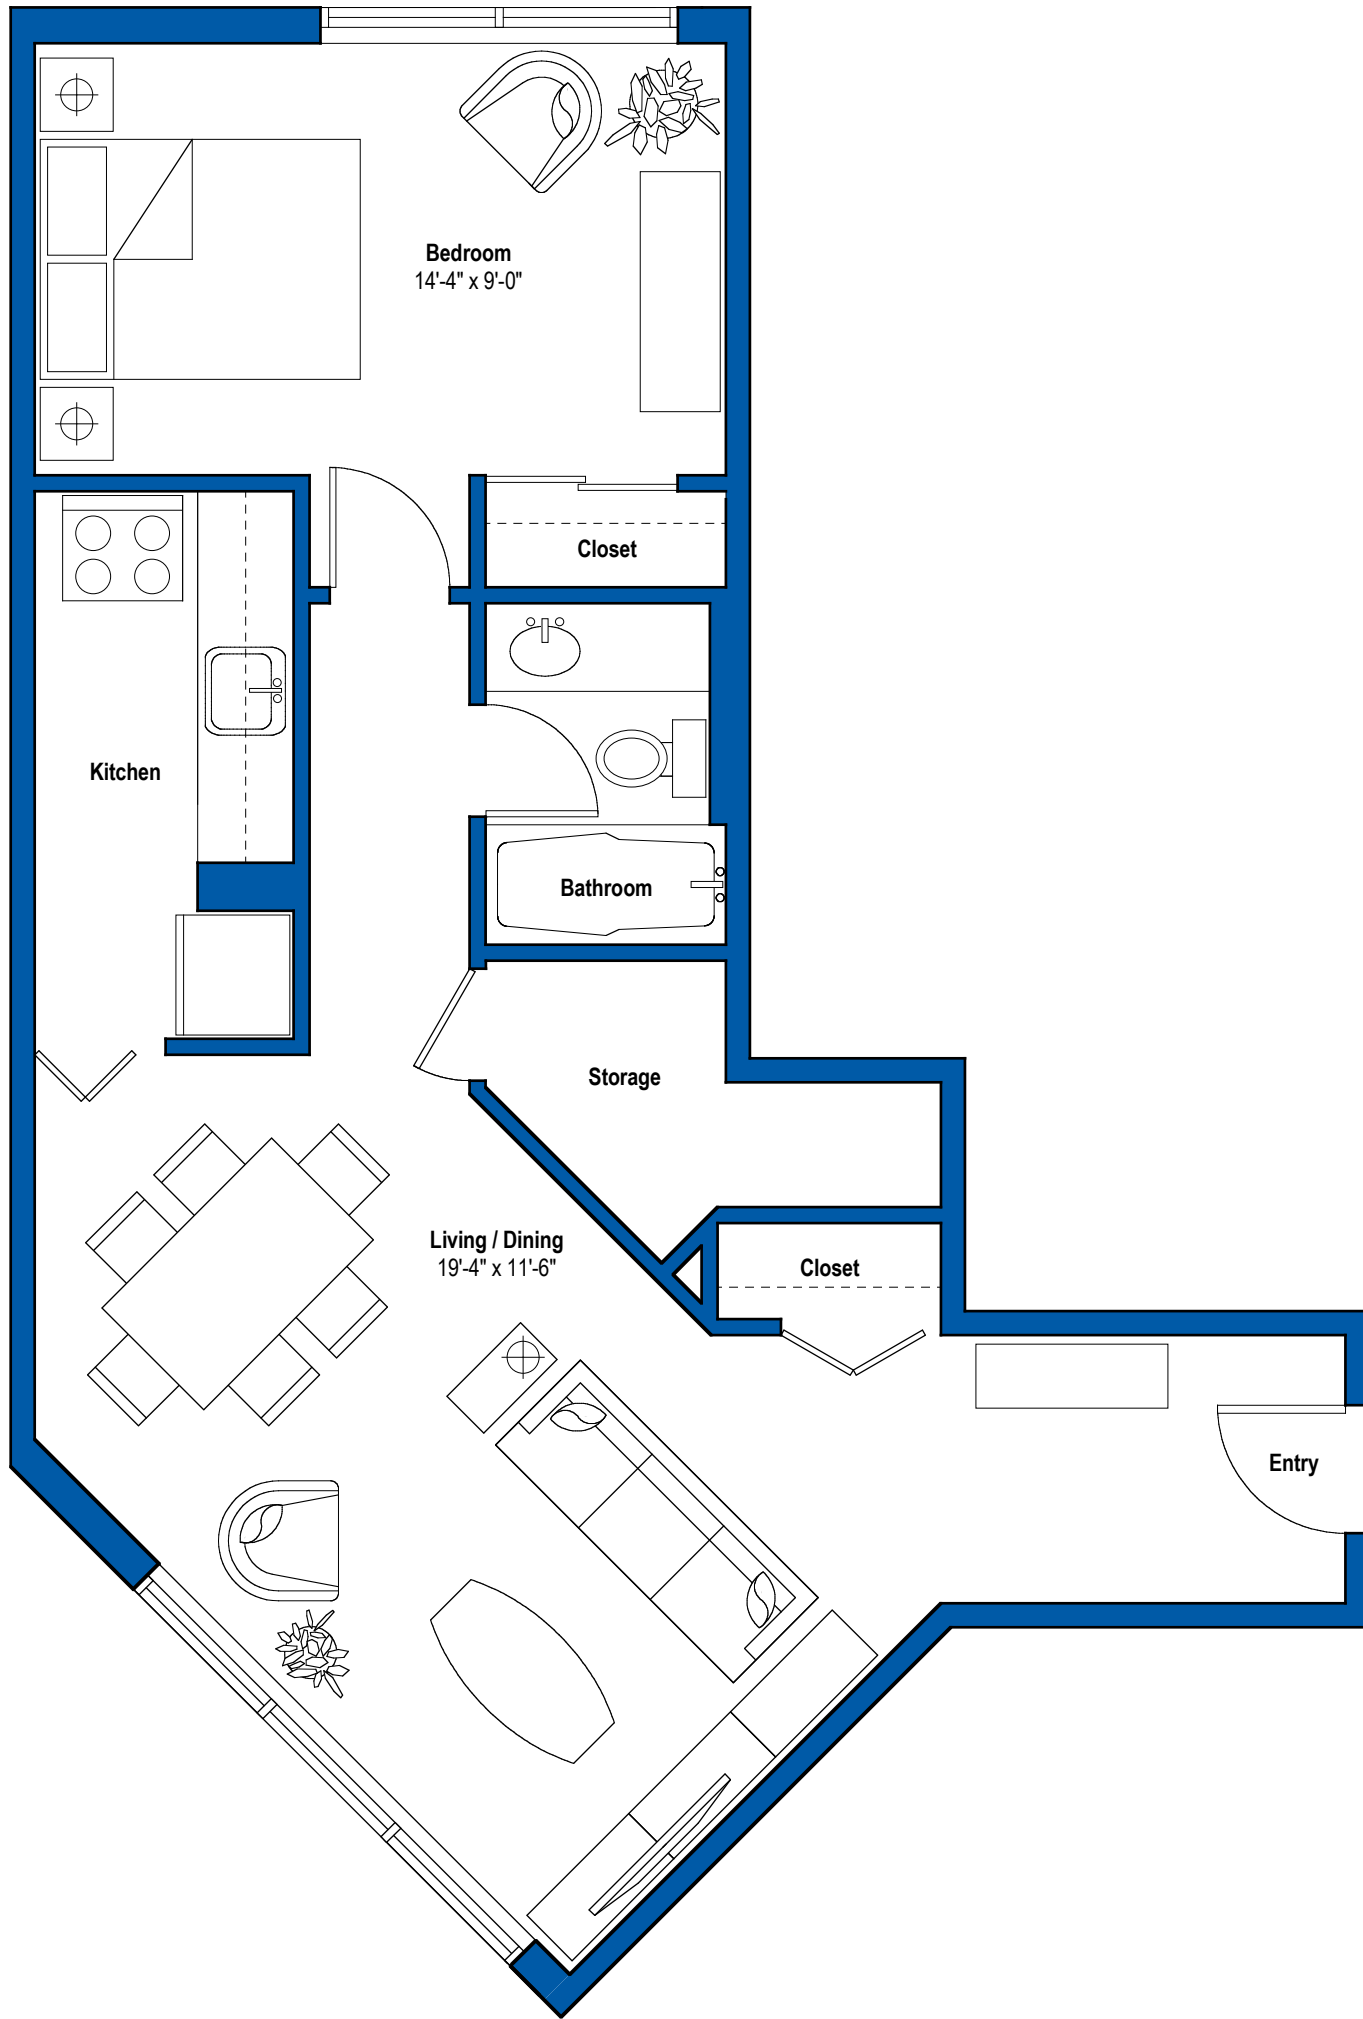 Bedroom
14'-4" x 9'-0"
Closet
Kitchen
Bathroom
Storage
Living / Dining
19'-4" x 11'-6"
Closet
Entry